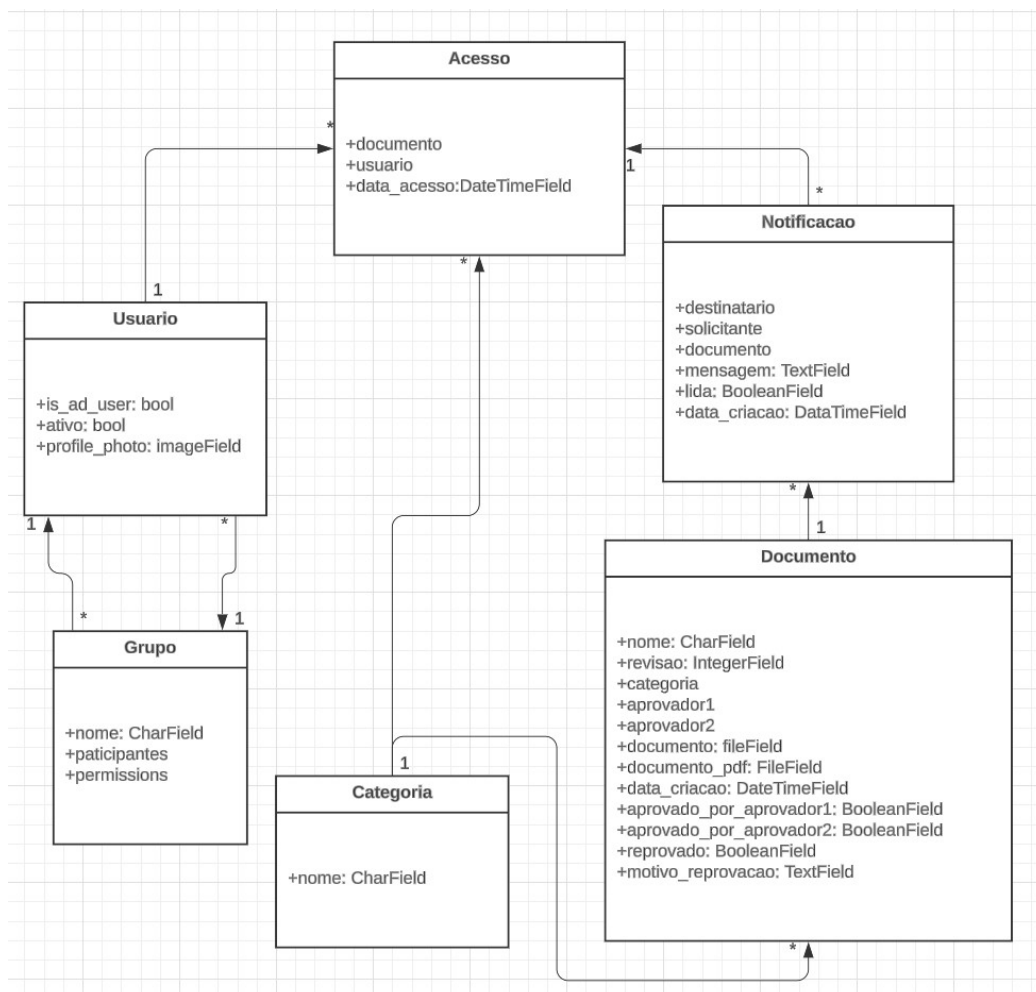 Acesso
+documento
+usuario
+data_acesso:DateTimeField
*
1
*
*
1
Notificacao
+destinatario
+solicitante
+documento
+mensagem: TextField
+lida: BooleanField
+data_criacao: DataTimeField
Usuario
+is_ad_user: bool
+ativo: bool
+profile_photo: imageField
1
*
*
1
*
1
Grupo
+nome: CharField
+paticipantes
+permissions
Documento
+nome: CharField
+revisao: IntegerField
+categoria
+aprovador1
+aprovador2
+documento: fileField
+documento_pdf: FileField
+data_criacao: DateTimeField
+aprovado_por_aprovador1: BooleanField
+aprovado_por_aprovador2: BooleanField
+reprovado: BooleanField
+motivo_reprovacao: TextField
1
Categoria
+nome: CharField
*